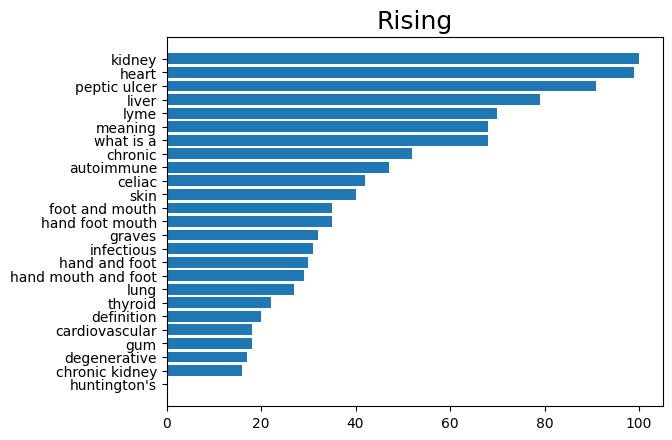 Rising
kidney
heart
peptic ulcer
liver
lyme
meaning
what is a
chronic
autoimmune
celiac
skin
foot and mouth
hand foot mouth
graves
infectious
hand and foot
hand mouth and foot
lung
thyroid
definition
cardiovascular
gum
degenerative
chronic kidney
huntington's
0 20 40 60 80 100